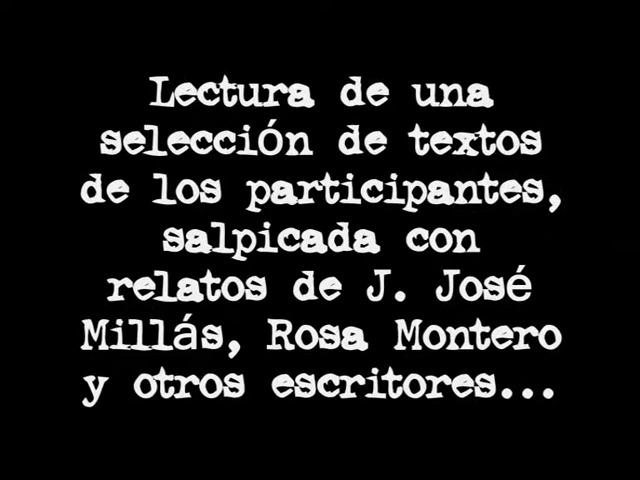 Lectura de una
selección de textos
de los participantes,
salpicada con
relatos de J. José
Millás, Rosa Montero
y otros escritores...